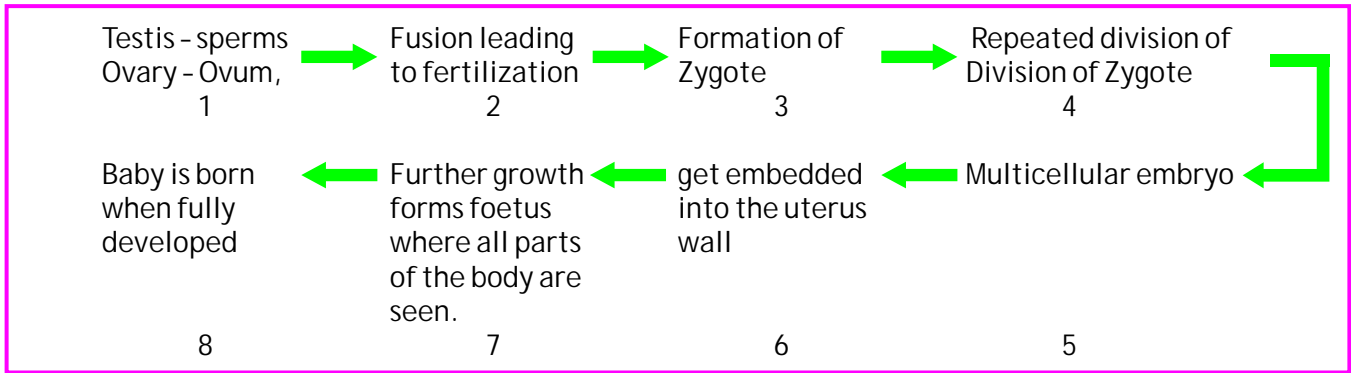 Testis – sperms
Ovary – Ovum,
1
Fusion leading
to fertilization
2
Formation of
Zygote
3
Repeated division of
Division of Zygote
4
Multicellular embryo
5
get embedded
into the uterus
wall
6
Further growth
forms foetus
where all parts
of the body are
seen.
7
Baby is born
when fully
developed
8